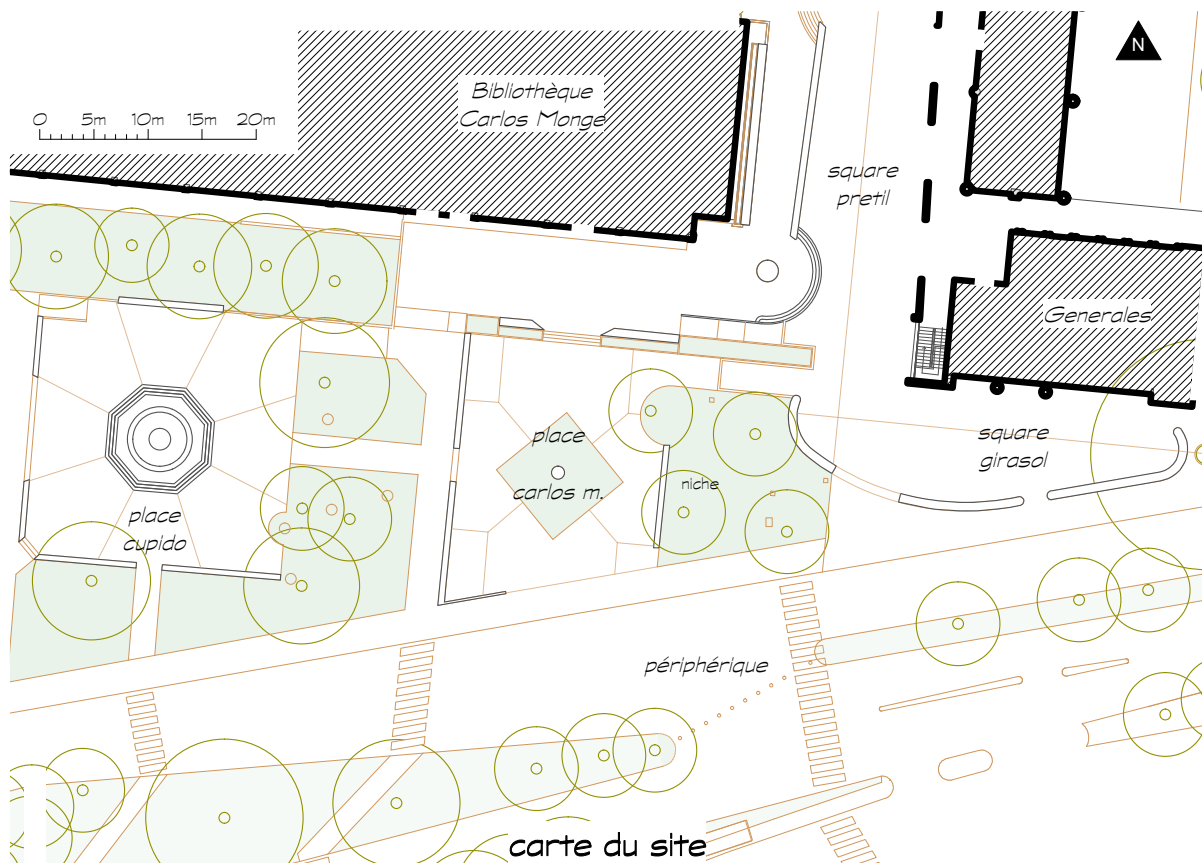 N
Bibliothèque
Carlos Monge
0 5m 10m 15m 20m
square
pretil
Generales
place
carlos m.
niche
square
girasol
place
cupido
périphérique
carte du site